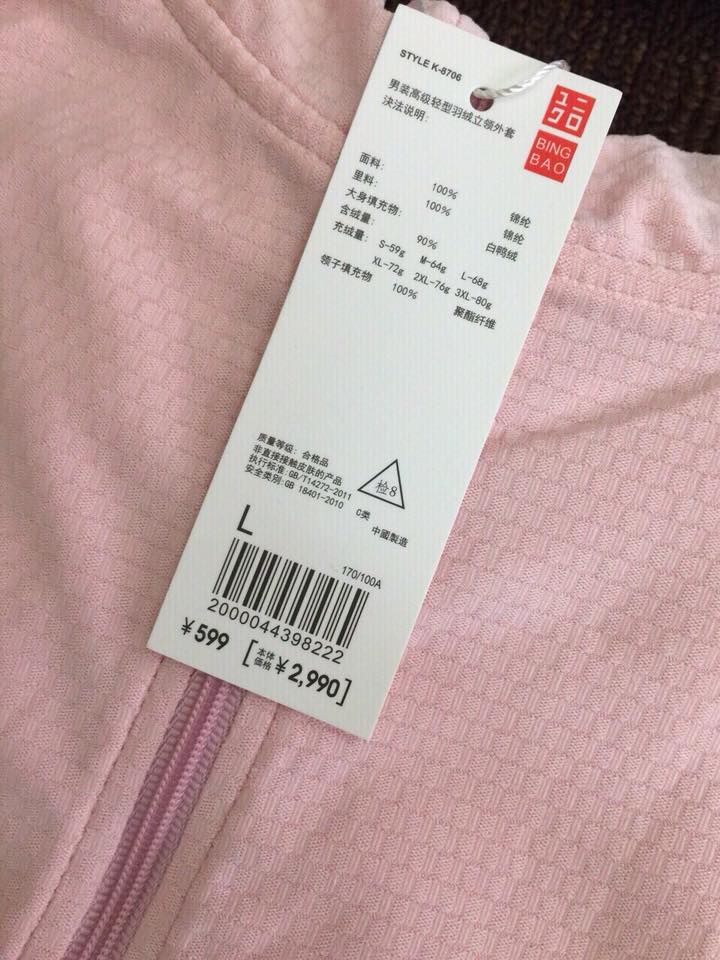 STYLE K-8706
ユニ
クロ
BING
BAO
男装高级轻型羽绒立领外套
决法说明:
面料: 100% 锦纶
里料: 100% 锦纶
大身填充物: 白鸭绒
含绒量: 90%
充绒量: S-59g M-64g L-68g
XL-72g 2XL-76g 3XL-80g
领子填充物 100% 聚酯纤维
质量等级: 合格品
非直接接触皮肤的产品
执行标准:GB/T14272-2011
安全类别:GB 18401-2010 C类
检8
中國製造
L
170/100A
2000044398222
¥599 [本体価格 ¥2,990]